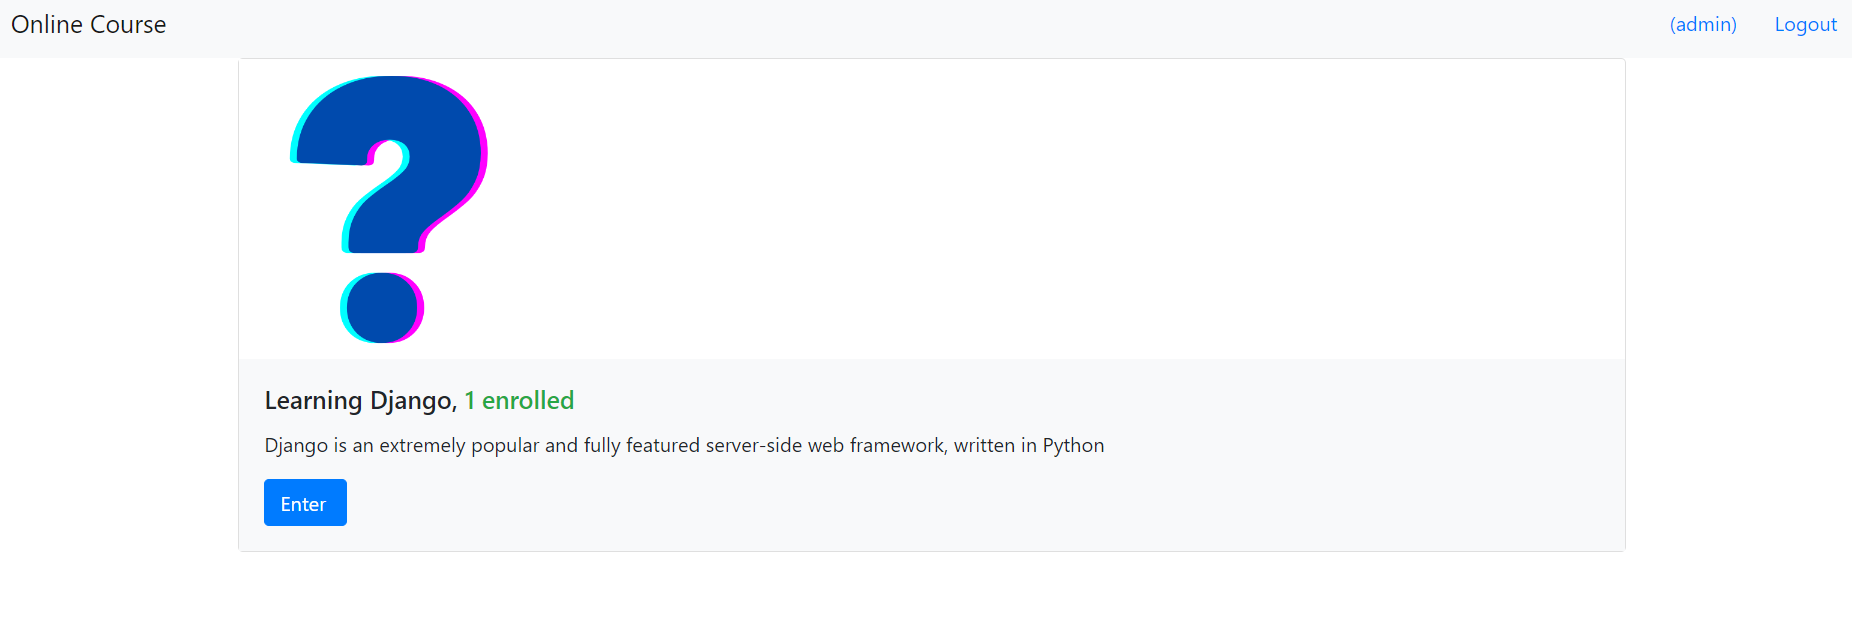 Online Course (admin) Logout
?
Learning Django, 1 enrolled
Django is an extremely popular and fully featured server-side web framework, written in Python
Enter